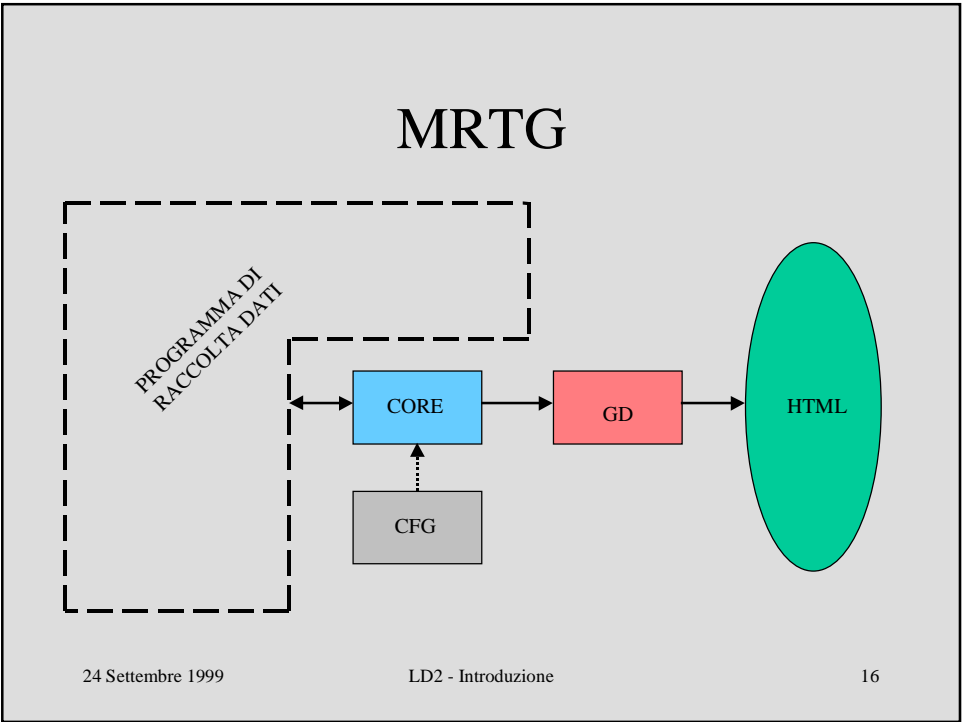 MRTG
PROGRAMMA DI
RACCOLTA DATI
CORE
GD
HTML
CFG
24 Settembre 1999
LD2 - Introduzione
16